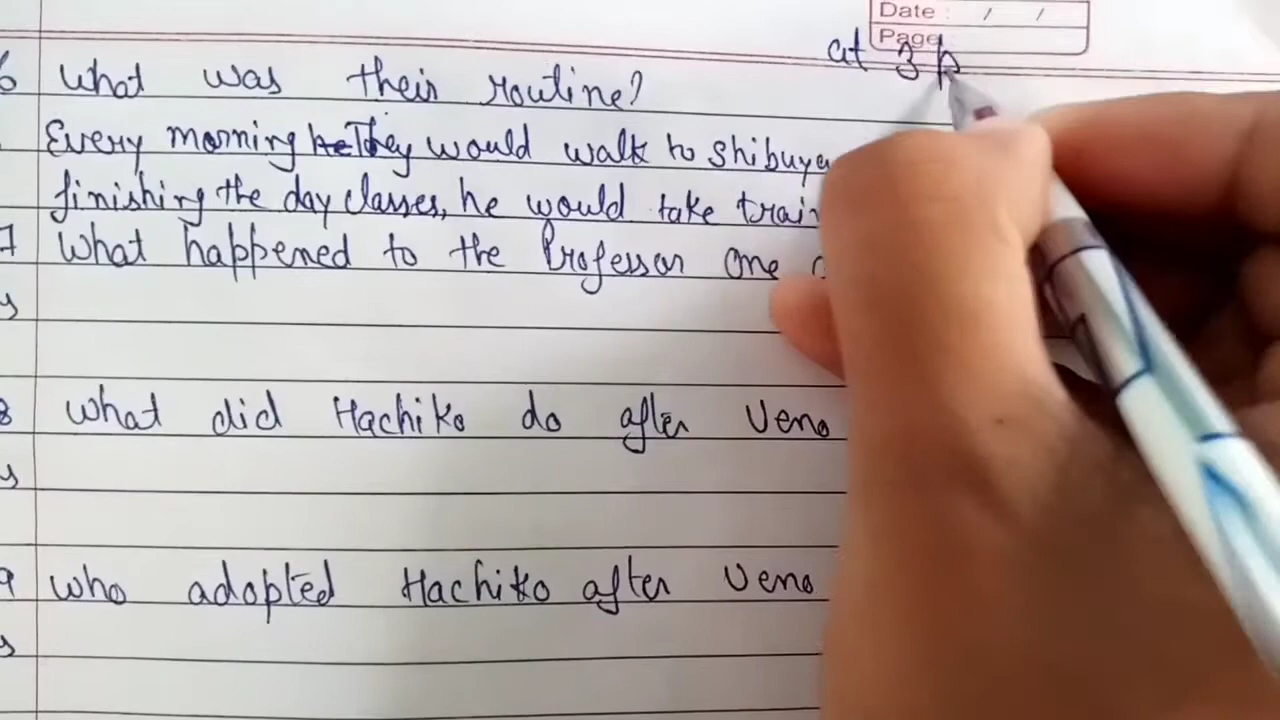 Date : / /
Page
at 3 p
6 What was their routine?
Every morning they would walk to shibuya
finishing the day classes, he would take train
7 What happened to the Professor one
8 what did Hachiko do after Ueno
9 who adopted Hachiko after Ueno